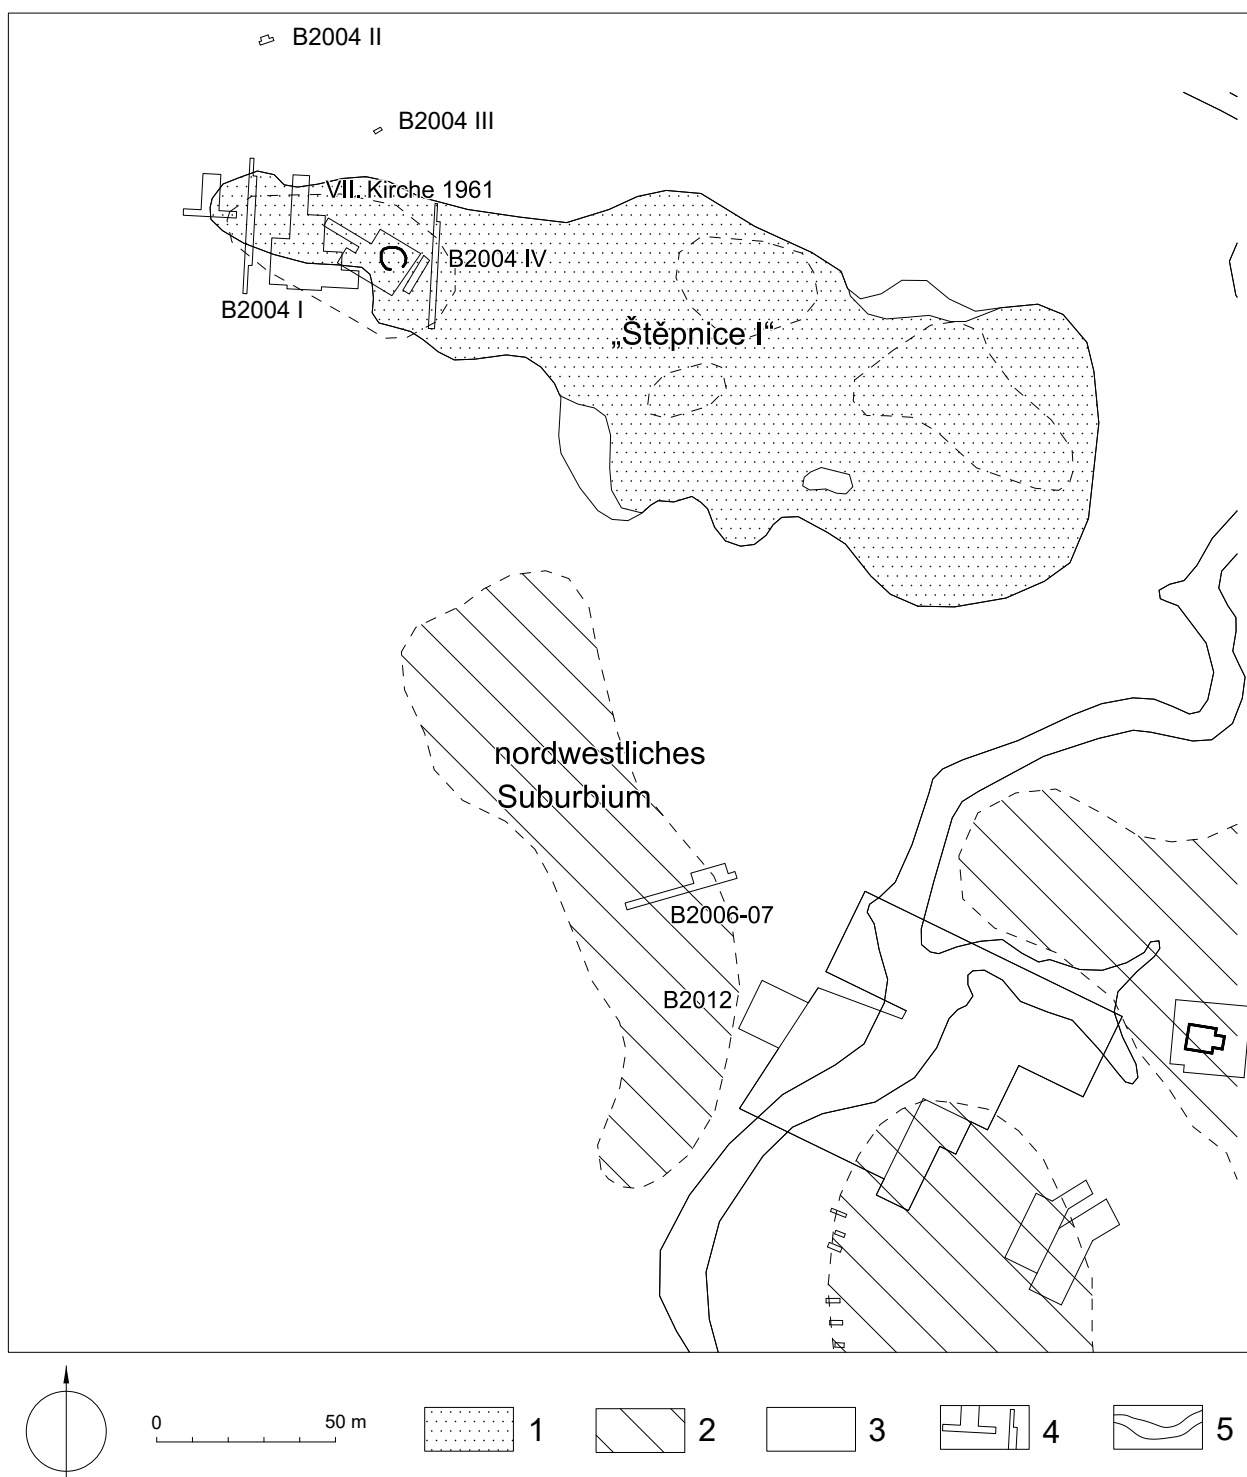 B2004 II
B2004 III
VII. Kirche 1961
B2004 IV
B2004 I
„Štěpnice I“
nordwestliches
Suburbium
B2006-07
B2012
0 50 m 1 2 3 4 5